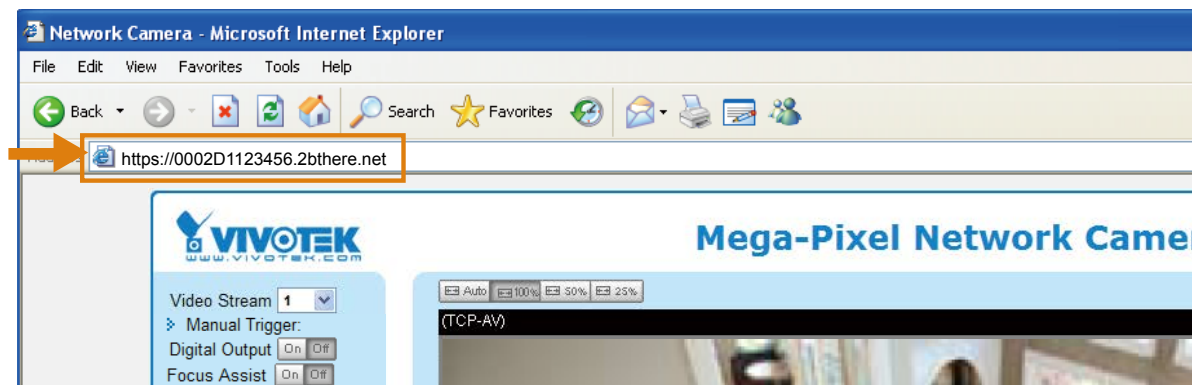 Network Camera - Microsoft Internet Explorer
File Edit View Favorites Tools Help
Back Search Favorites
https://0002D1123456.2bthere.net
VIVOTEK
WWW.VIVOTEK.COM
Mega-Pixel Network Came
Video Stream 1
Auto 100% 50% 25%
Manual Trigger:
(TCP-AV)
Digital Output On Off
Focus Assist On Off